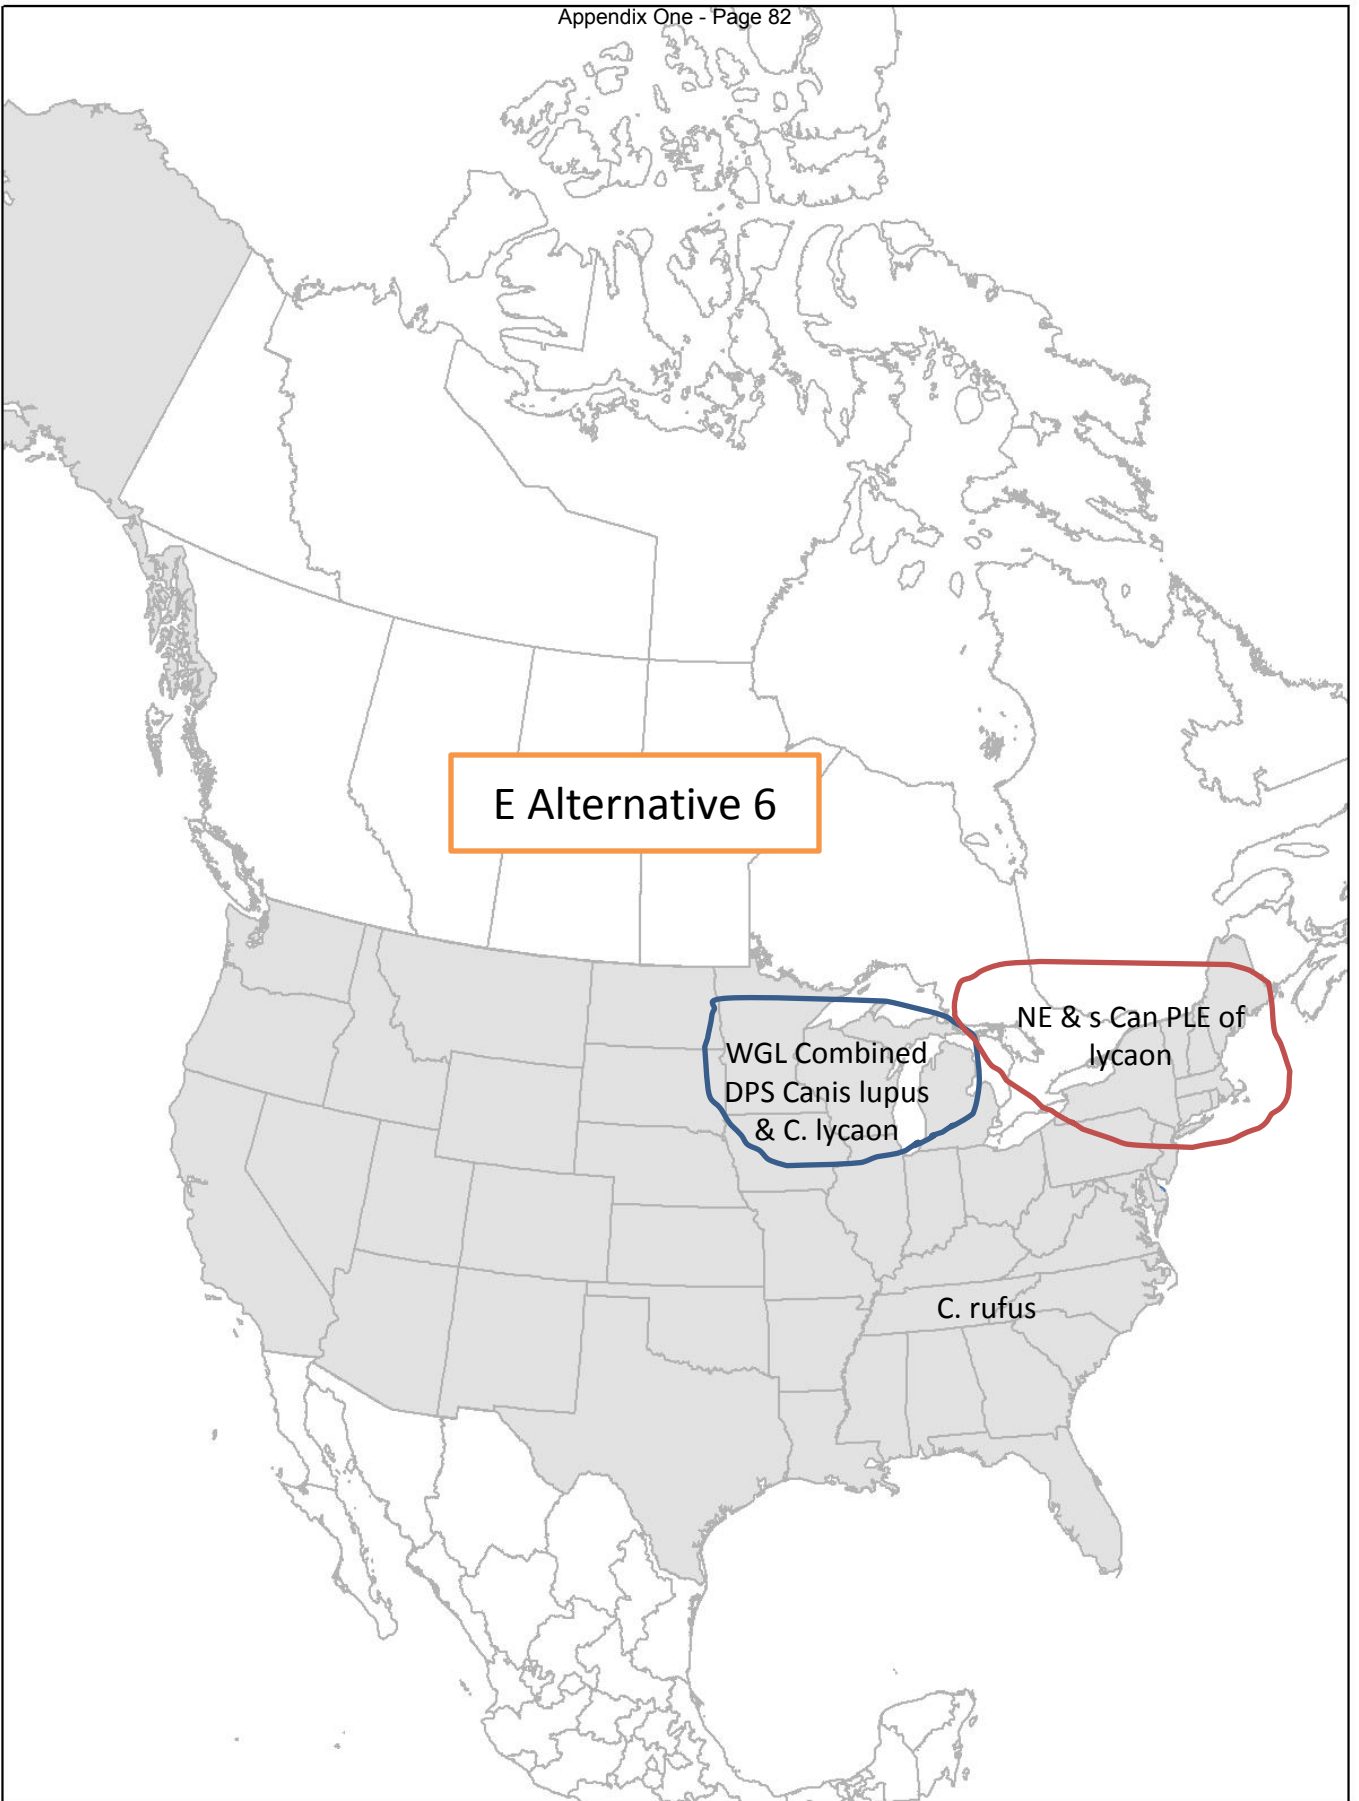 Appendix One - Page 82
E Alternative 6
NE & s Can PLE of
lycaon
WGL Combined
DPS Canis lupus
& C. lycaon
C. rufus